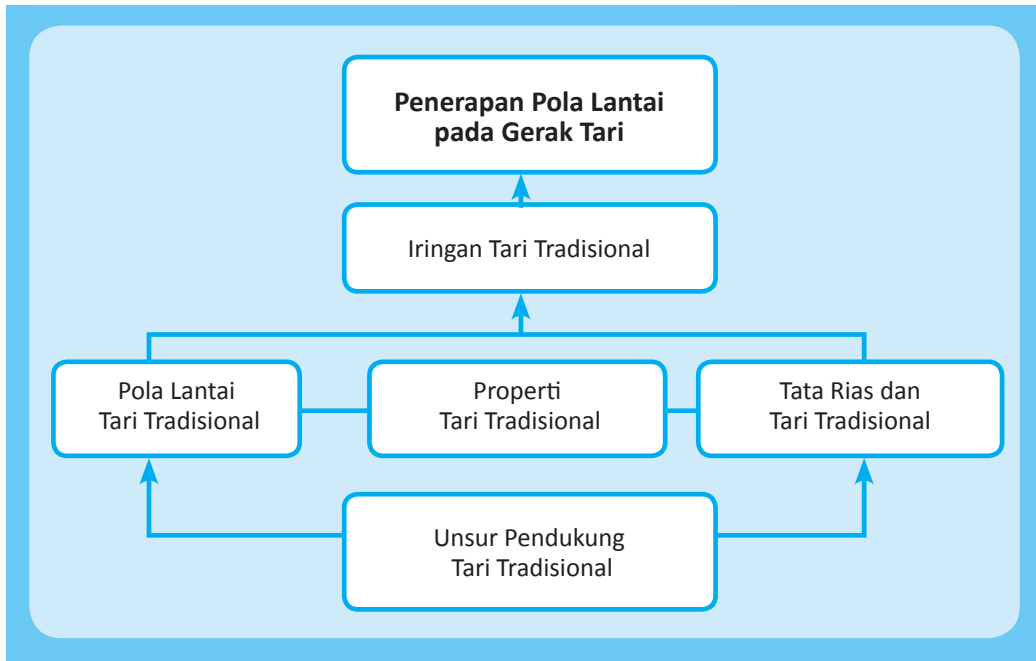 Penerapan Pola Lantai
pada Gerak Tari
Iringan Tari Tradisional
Pola Lantai
Tari Tradisional
Properti
Tari Tradisional
Tata Rias dan
Tari Tradisional
Unsur Pendukung
Tari Tradisional